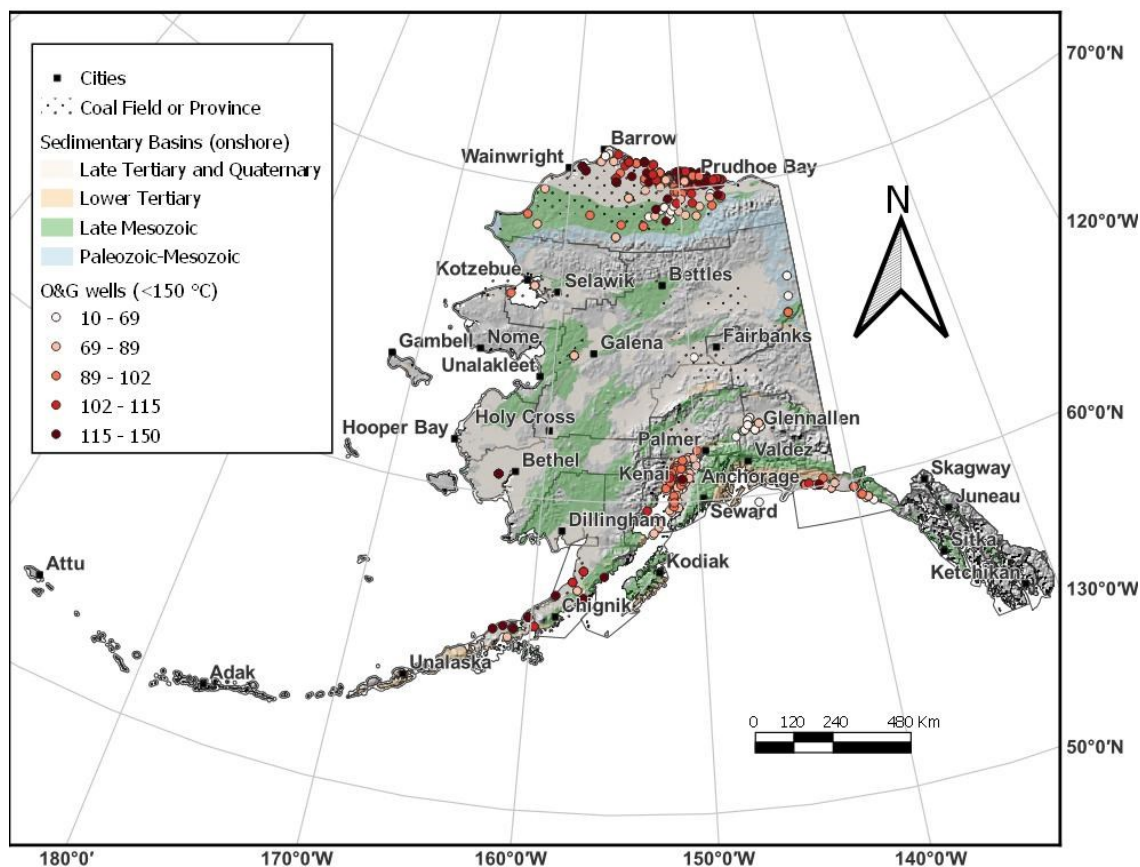 Cities
Coal Field or Province
Sedimentary Basins (onshore)
Late Tertiary and Quaternary
Lower Tertiary
Late Mesozoic
Paleozoic-Mesozoic
O&G wells (<150 °C)
10 - 69
69 - 89
89 - 102
102 - 115
115 - 150
70°0′N
Barrow
Wainwright
Prudhoe Bay
120°0′W
N
Kotzebue
Selawik
Bettles
Gambell
Nome
Galena
Fairbanks
Unalakleet
60°0′N
Hooper Bay
Holy Cross
Glennallen
Palmer
Valdez
Bethel
Kenai
Anchorage
Skagway
Seward
Juneau
Dillingham
Sitka
Attu
Kodiak
Ketchikan
130°0′W
Chignik
Unalaska
Adak
0 120 240 480 Km
50°0′N
180°0′
170°0′W
160°0′W
150°0′W
140°0′W